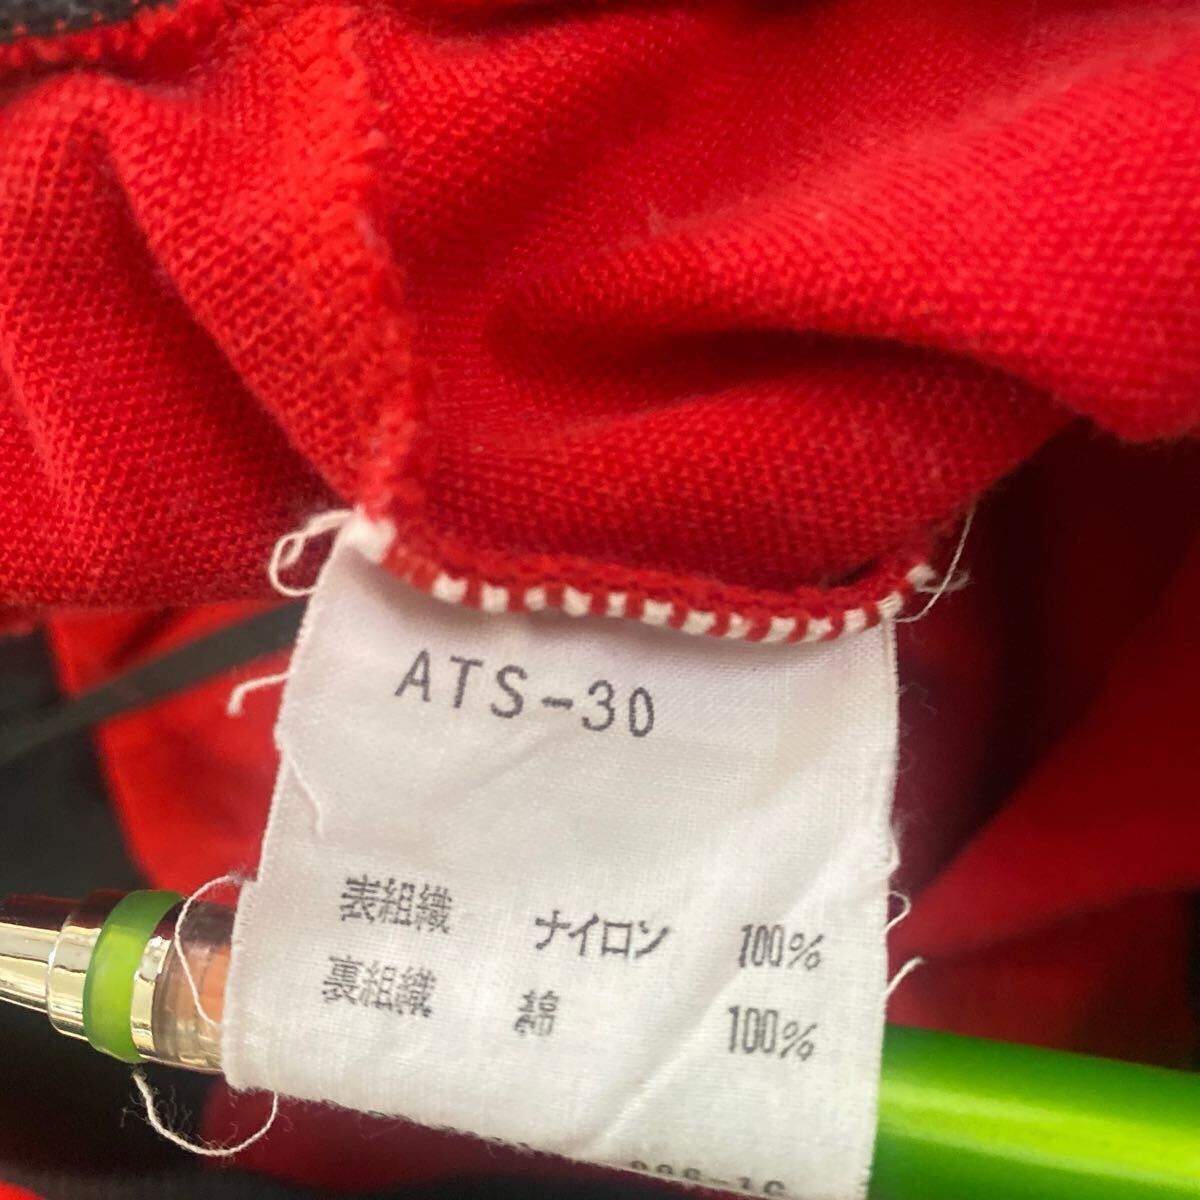 ATS-30
表組織 ナイロン 100%
裏組織 綿 100%